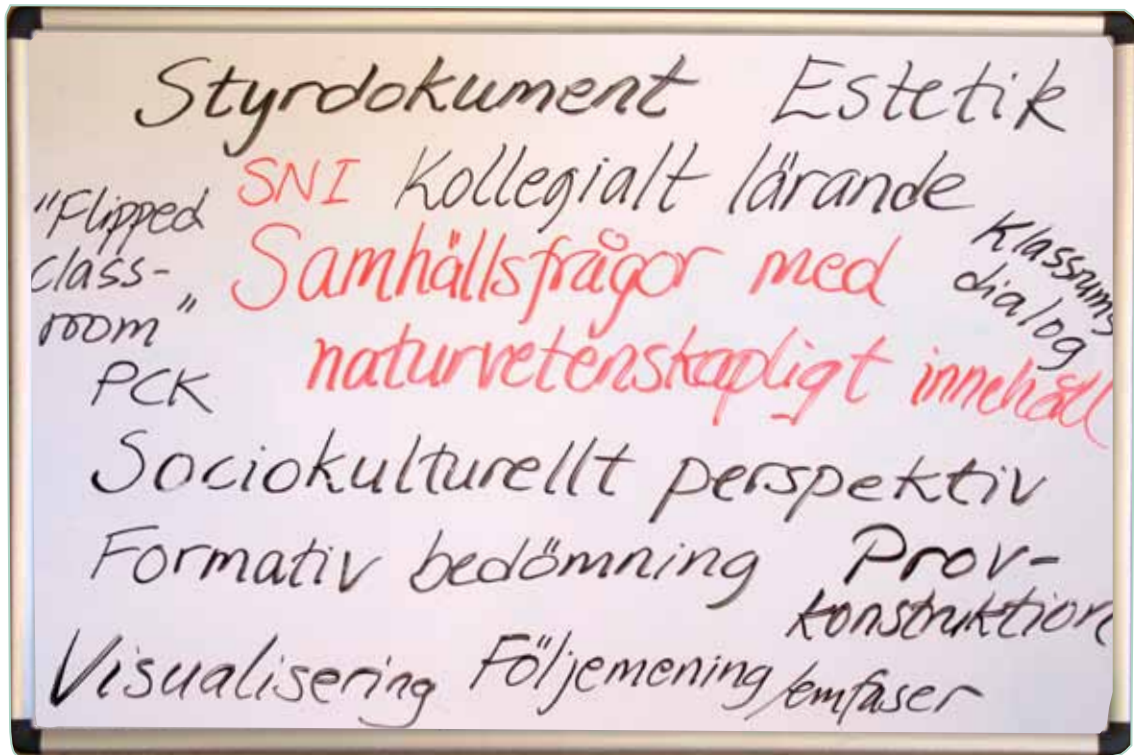 Styrdokument Estetik
SNI Kollegialt lärande
"Flipped
class-
room"
Samhällsfrågor med
naturvetenskapligt innehåll
Klassrums
dialog
PCK
Sociokulturellt perspektiv
Formativ bedömning
Prov-
konstruktion
Visualisering Följemening/emfaser